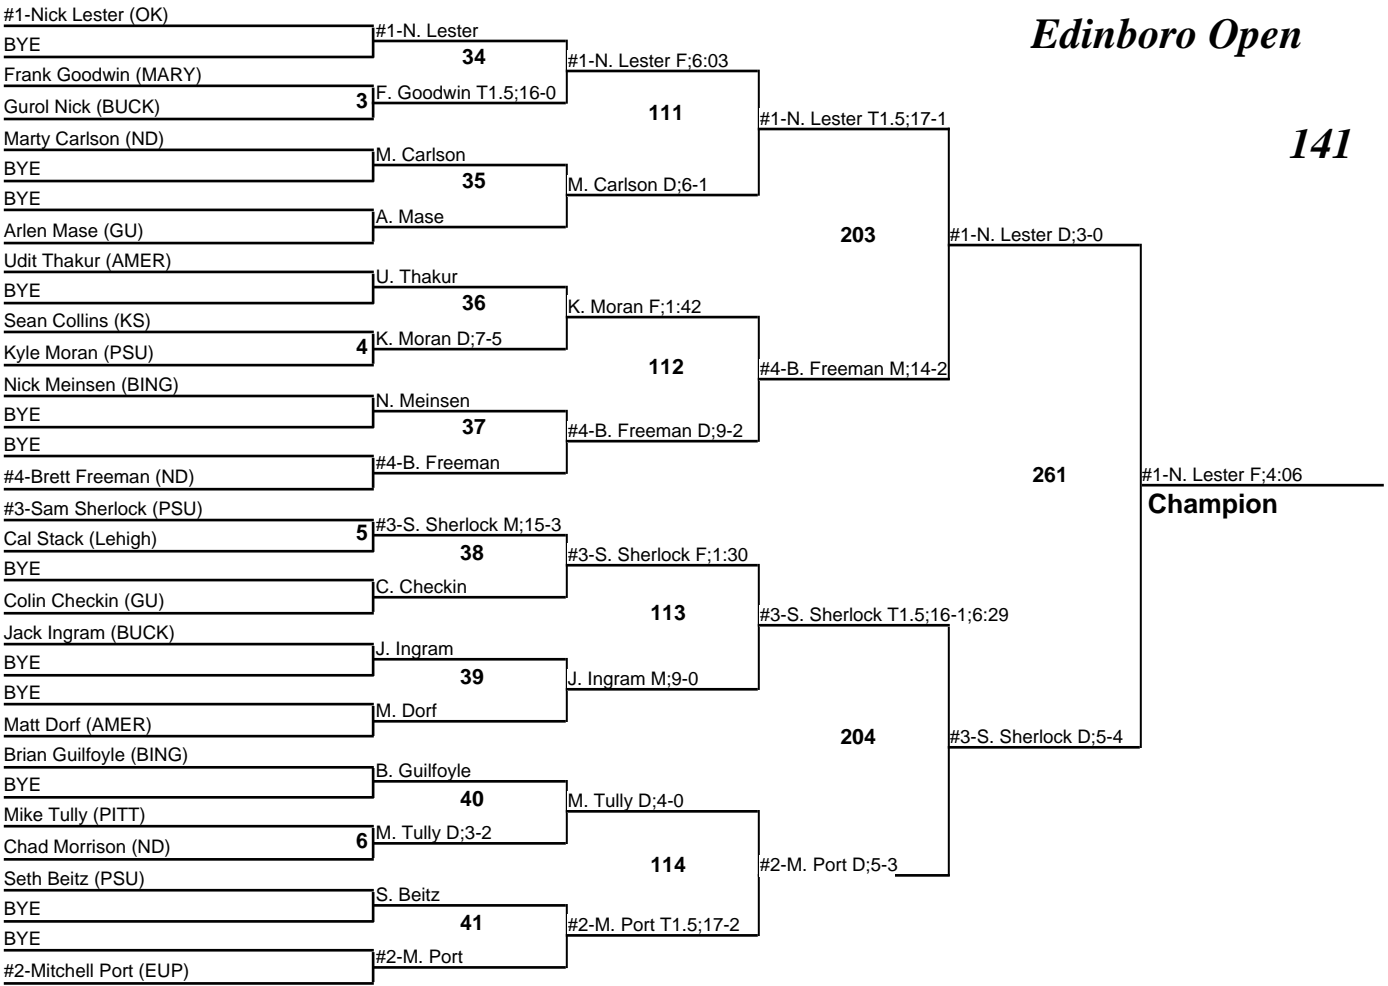 Edinboro Open
141
#1-Nick Lester (OK)
BYE
Frank Goodwin (MARY)
Gurol Nick (BUCK)
Marty Carlson (ND)
BYE
BYE
Arlen Mase (GU)
Udit Thakur (AMER)
BYE
Sean Collins (KS)
Kyle Moran (PSU)
Nick Meinsen (BING)
BYE
BYE
#4-Brett Freeman (ND)
#3-Sam Sherlock (PSU)
Cal Stack (Lehigh)
BYE
Colin Checkin (GU)
Jack Ingram (BUCK)
BYE
BYE
Matt Dorf (AMER)
Brian Guilfoyle (BING)
BYE
Mike Tully (PITT)
Chad Morrison (ND)
Seth Beitz (PSU)
BYE
BYE
#2-Mitchell Port (EUP)
#1-N. Lester
34
3
F. Goodwin T1.5;16-0
M. Carlson
35
A. Mase
U. Thakur
36
4
K. Moran D;7-5
N. Meinsen
37
#4-B. Freeman
5
#3-S. Sherlock M;15-3
38
C. Checkin
J. Ingram
39
M. Dorf
B. Guilfoyle
40
6
M. Tully D;3-2
S. Beitz
41
#2-M. Port
#1-N. Lester F;6:03
111
M. Carlson D;6-1
K. Moran F;1:42
112
#4-B. Freeman D;9-2
#3-S. Sherlock F;1:30
113
J. Ingram M;9-0
M. Tully D;4-0
114
#2-M. Port T1.5;17-2
#1-N. Lester T1.5;17-1
203
#4-B. Freeman M;14-2
#3-S. Sherlock T1.5;16-1;6:29
204
#2-M. Port D;5-3
#1-N. Lester D;3-0
261
#3-S. Sherlock D;5-4
#1-N. Lester F;4:06
Champion